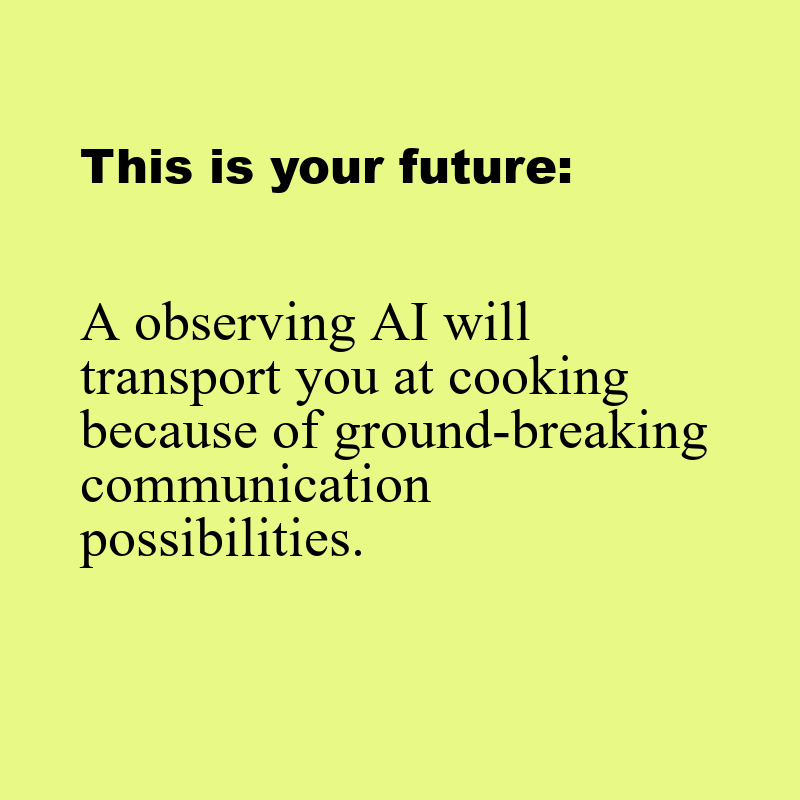 This is your future:
A observing AI will
transport you at cooking
because of ground-breaking
communication
possibilities.